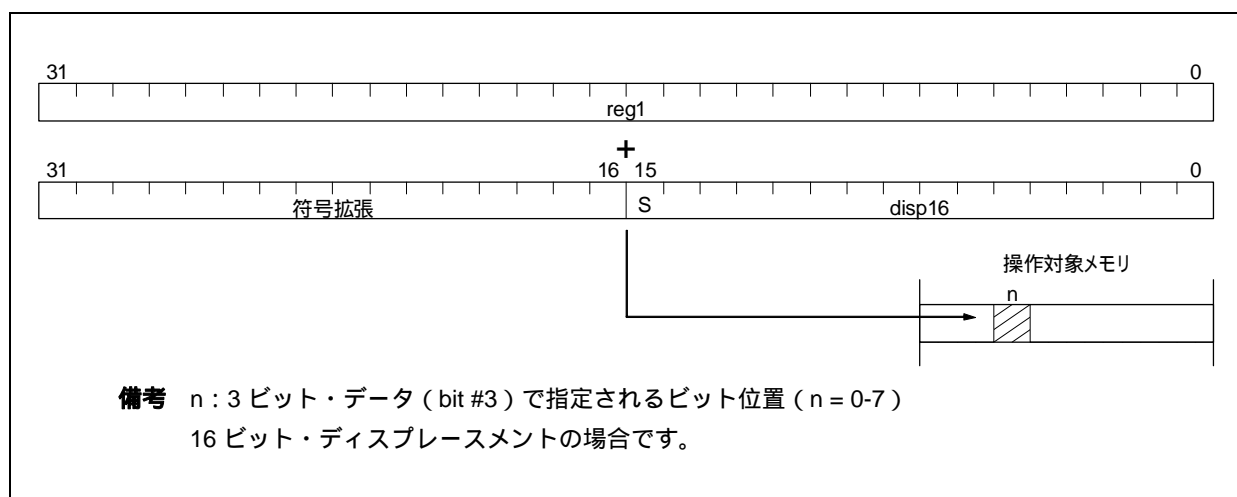 31 0
reg1
+
31 16 15 0
符号拡張 S disp16
操作対象メモリ
n
備考 n:3 ビット・データ(bit #3)で指定されるビット位置(n = 0-7)
16 ビット・ディスプレースメントの場合です。